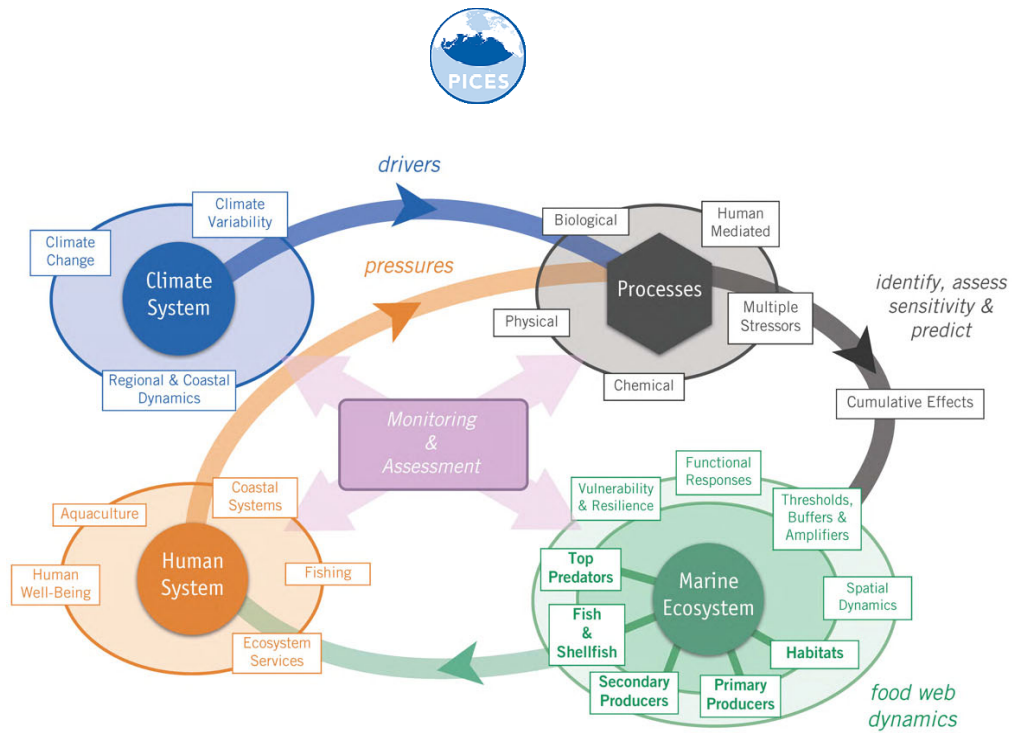 PICES
drivers
Climate
Variability
Climate
Change
Climate
System
Regional & Coastal
Dynamics
pressures
Biological
Human
Mediated
Processes
Physical
Multiple
Stressors
Chemical
identify, assess
sensitivity &
predict
Cumulative Effects
Monitoring
&
Assessment
Coastal
Systems
Aquaculture
Human
System
Human
Well-Being
Fishing
Ecosystem
Services
Functional
Responses
Vulnerability
& Resilience
Thresholds,
Buffers &
Amplifiers
Top
Predators
Marine
Ecosystem
Spatial
Dynamics
Fish
&
Shellfish
Habitats
Secondary
Producers
Primary
Producers
food web
dynamics